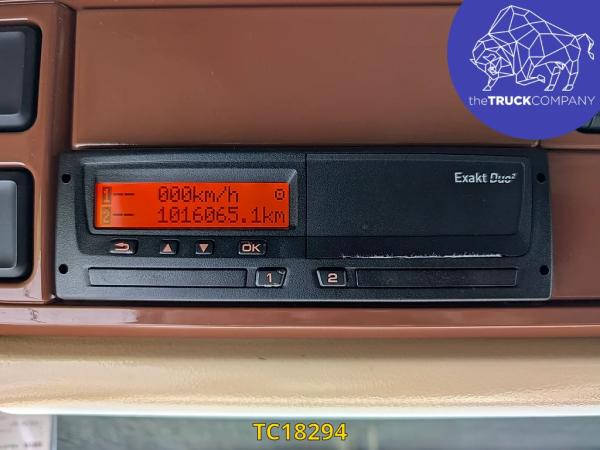 theTRUCKCOMPANY
Exakt Duo²
1 -- 000km/h
2 -- 1016065.1km
OK
1 2
TC18294